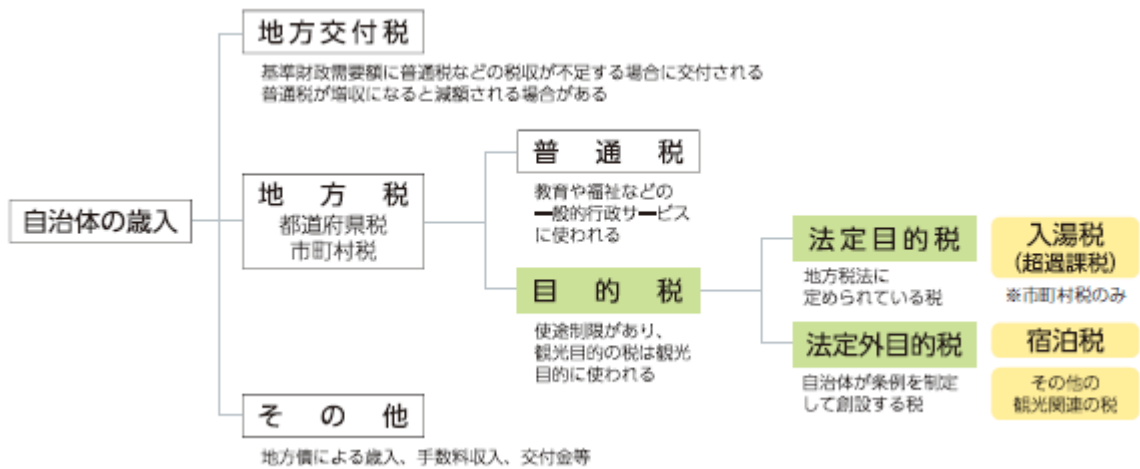 自治体の歳入
地方交付税
基準財政需要額に普通税などの税収が不足する場合に交付される
普通税が増収になると減額される場合がある
地方税
都道府県税
市町村税
普通税
教育や福祉などの
一般的行政サービス
に使われる
目的税
使途制限があり、
観光目的の税は観光
目的に使われる
法定目的税
地方税法に
定められている税
入湯税
(超過課税)
※市町村税のみ
法定外目的税
自治体が条例を制定
して創設する税
宿泊税
その他の
観光関連の税
その他
地方債による歳入、手数料収入、交付金等